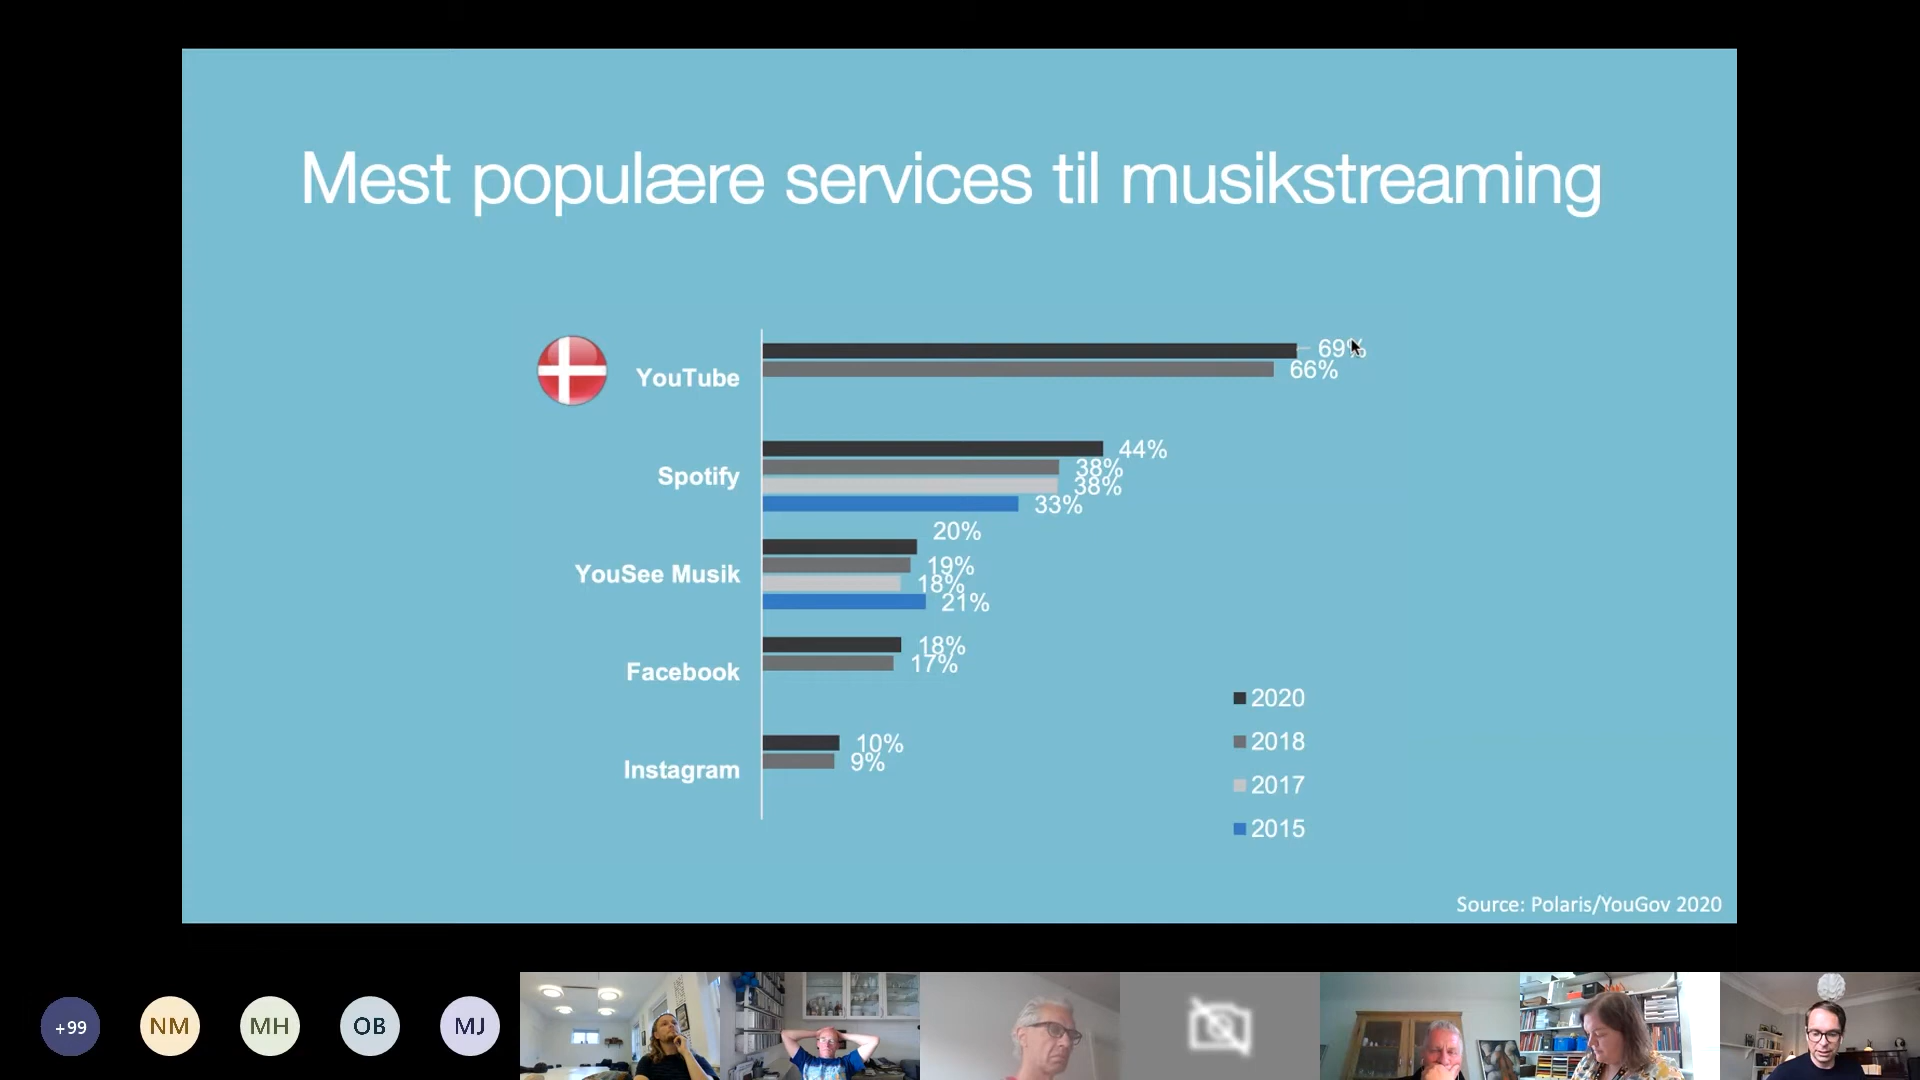 Mest populære services til musikstreaming
YouTube
69%
66%
Spotify
44%
38%
38%
33%
YouSee Musik
20%
19%
18%
21%
Facebook
18%
17%
Instagram
10%
9%
2020
2018
2017
2015
Source: Polaris/YouGov 2020
+99
NM
MH
OB
MJ